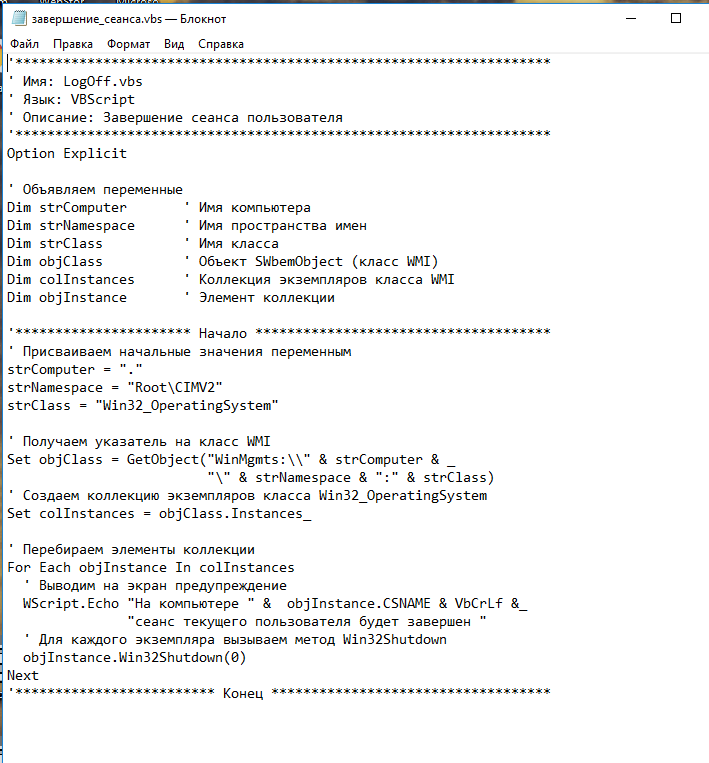 завершение_сеанса.vbs — Блокнот
Файл Правка Формат Вид Справка
'*******************************************************************
' Имя: LogOff.vbs
' Язык: VBScript
' Описание: Завершение сеанса пользователя
'*******************************************************************
Option Explicit
' Объявляем переменные
Dim strComputer ' Имя компьютера
Dim strNamespace ' Имя пространства имен
Dim strClass ' Имя класса
Dim objClass ' Объект SWbemObject (класс WMI)
Dim colInstances ' Коллекция экземпляров класса WMI
Dim objInstance ' Элемент коллекции
'********************** Начало *************************************
' Присваиваем начальные значения переменным
strComputer = "."
strNamespace = "Root\CIMV2"
strClass = "Win32_OperatingSystem"
' Получаем указатель на класс WMI
Set objClass = GetObject("WinMgmts:\\" & strComputer & _
"\" & strNamespace & ":" & strClass)
' Создаем коллекцию экземпляров класса Win32_OperatingSystem
Set colInstances = objClass.Instances_
' Перебираем элементы коллекции
For Each objInstance In colInstances
' Выводим на экран предупреждение
WScript.Echo "На компьютере " & objInstance.CSNAME & VbCrLf &_
"сеанс текущего пользователя будет завершен "
' Для каждого экземпляра вызываем метод Win32Shutdown
objInstance.Win32Shutdown(0)
Next
'************************* Конец ***********************************